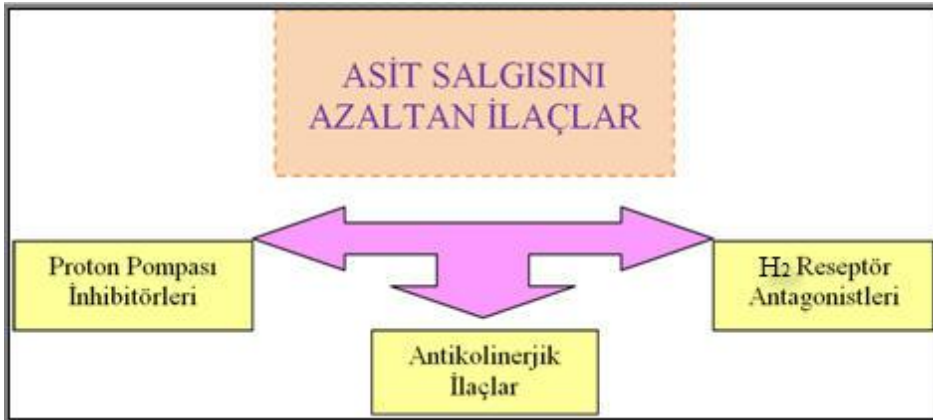 ASİT SALGISINI
AZALTAN İLAÇLAR
Proton Pompası
İnhibitörleri
H2 Reseptör
Antagonistleri
Antikolinerjik
İlaçlar